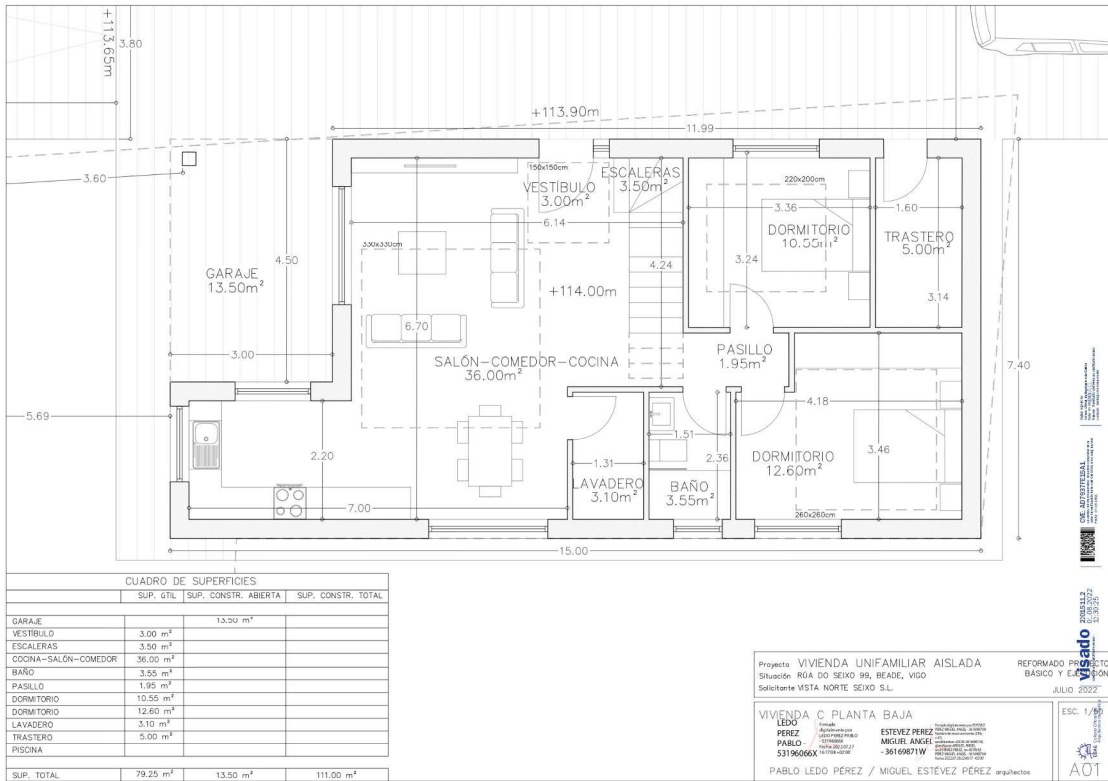 +113.65m
3.80
+113.90m
11.99
3.60
150x150cm
ESCALERAS
3.50m²
VESTÍBULO
3.00m²
220x200cm
3.36
1.60
6.14
DORMITORIO
10.55m²
TRASTERO
5.00m²
330x330cm
GARAJE
13.50m²
4.50
4.24
3.24
+114.00m
3.14
6.70
PASILLO
1.95m²
3.00
SALÓN-COMEDOR-COCINA
36.00m²
7.40
5.69
4.18
2.20
1.31
1.51
2.36
3.46
DORMITORIO
12.60m²
LAVADERO
3.10m²
BAÑO
3.55m²
7.00
260x260cm
15.00
CUADRO DE SUPERFICIES
SUP. ÚTIL SUP. CONSTR. ABIERTA SUP. CONSTR. TOTAL
GARAJE 13.50 m²
VESTÍBULO 3.00 m²
ESCALERAS 3.50 m²
COCINA-SALÓN-COMEDOR 36.00 m²
BAÑO 3.55 m²
PASILLO 1.95 m²
DORMITORIO 10.55 m²
DORMITORIO 12.60 m²
LAVADERO 3.10 m²
TRASTERO 5.00 m²
PISCINA
SUP. TOTAL 79.25 m² 13.50 m² 111.00 m²
Proyecto VIVIENDA UNIFAMILIAR AISLADA
Situación RÚA DO SEIXO 99, BEADE, VIGO
Solicitante VISTA NORTE SEIXO S.L.
REFORMADO PROYECTO
BÁSICO Y EJECUCIÓN
JULIO 2022
VIVIENDA C PLANTA BAJA
LEDO
PEREZ
PABLO -
53196066X
ESTEVEZ PEREZ
MIGUEL ANGEL
- 36169871W
PABLO LEDO PÉREZ / MIGUEL ESTÉVEZ PÉREZ arquitectos
ESC. 1/50
A01
visado